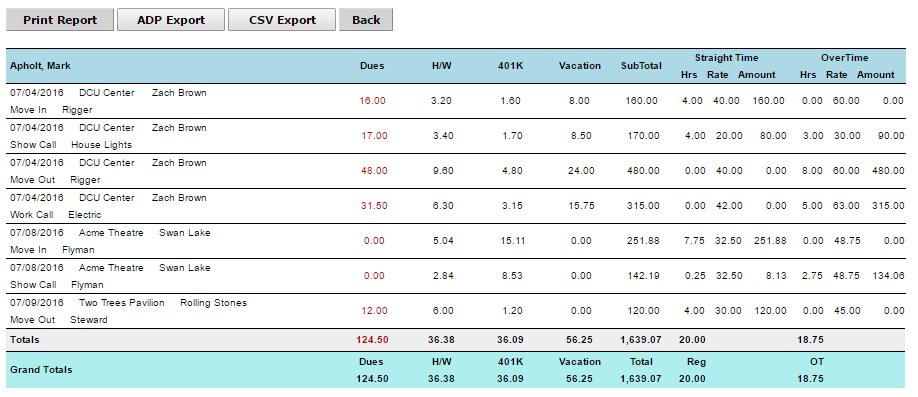 Print Report ADP Export CSV Export Back
Straight Time OverTime
Apholt, Mark Dues H/W 401K Vacation SubTotal
Hrs Rate Amount Hrs Rate Amount
07/04/2016 DCU Center Zach Brown
16.00 3.20 1.60 8.00 160.00 4.00 40.00 160.00 0.00 60.00 0.00
Move In Rigger
07/04/2016 DCU Center Zach Brown
17.00 3.40 1.70 8.50 170.00 4.00 20.00 80.00 3.00 30.00 90.00
Show Call House Lights
07/04/2016 DCU Center Zach Brown
48.00 9.60 4.80 24.00 480.00 0.00 40.00 0.00 8.00 60.00 480.00
Move Out Rigger
07/04/2016 DCU Center Zach Brown
31.50 6.30 3.15 15.75 315.00 0.00 42.00 0.00 5.00 63.00 315.00
Work Call Electric
07/08/2016 Acme Theatre Swan Lake
0.00 5.04 15.11 0.00 251.88 7.75 32.50 251.88 0.00 48.75 0.00
Move In Flyman
07/08/2016 Acme Theatre Swan Lake
0.00 2.84 8.53 0.00 142.19 0.25 32.50 8.13 2.75 48.75 134.06
Show Call Flyman
07/09/2016 Two Trees Pavilion Rolling Stones
12.00 6.00 1.20 0.00 120.00 4.00 30.00 120.00 0.00 45.00 0.00
Move Out Steward
Totals 124.50 36.38 36.09 56.25 1,639.07 20.00 18.75
Dues H/W 401K Vacation Total Reg OT
Grand Totals
124.50 36.38 36.09 56.25 1,639.07 20.00 18.75